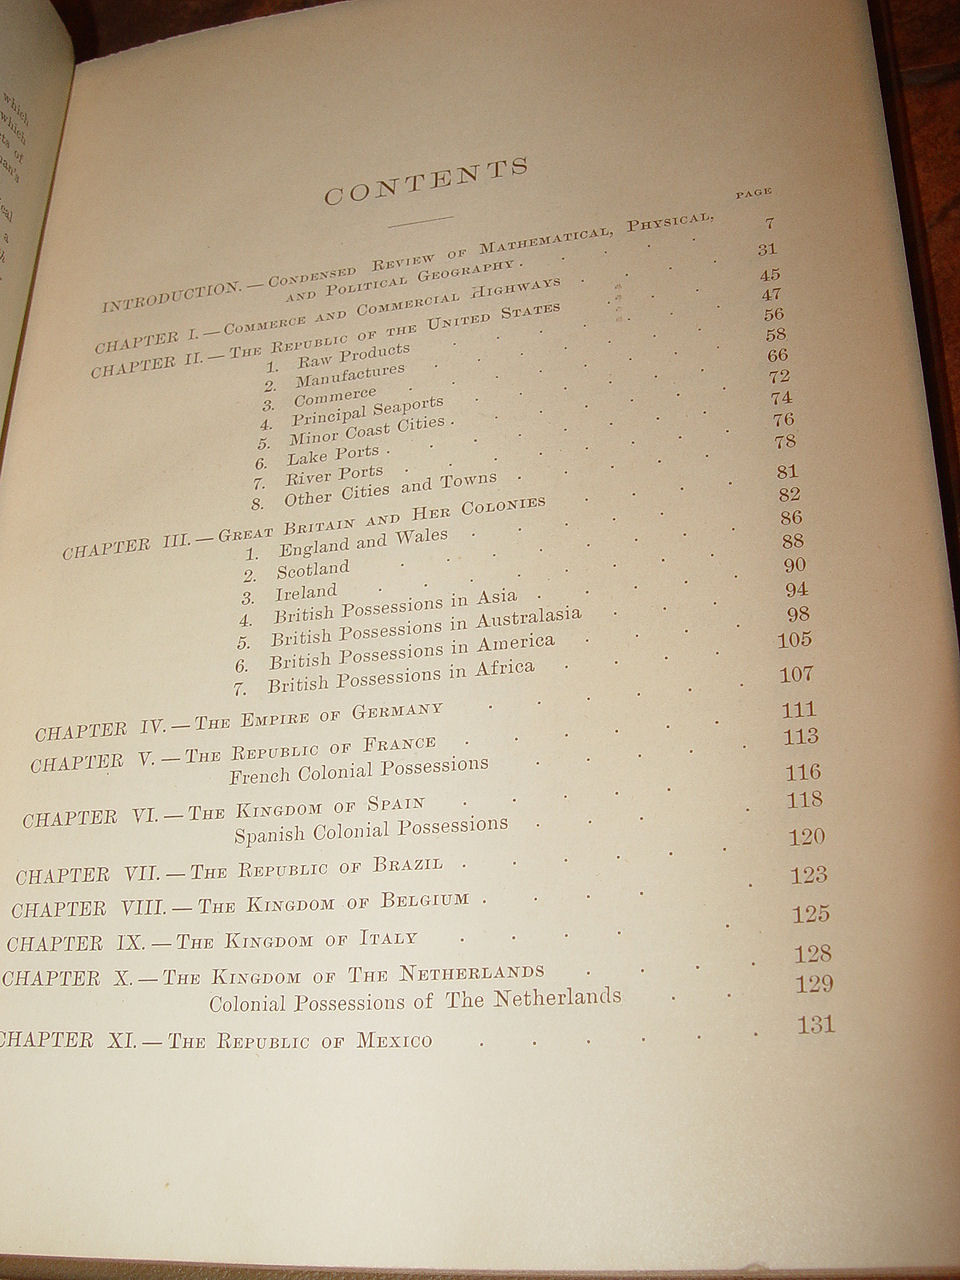 which
which
of
a
CONTENTS
PAGE
INTRODUCTION. — CONDENSED REVIEW OF MATHEMATICAL, PHYSICAL,
AND POLITICAL GEOGRAPHY . . . . . 7
CHAPTER I. — COMMERCE AND COMMERCIAL HIGHWAYS . . . . 31
CHAPTER II. — THE REPUBLIC OF THE UNITED STATES . . . 45
1. Raw Products . . . . . 47
2. Manufactures . . . . . 56
3. Commerce . . . . . 58
4. Principal Seaports . . . . . 66
5. Minor Coast Cities . . . . . 72
6. Lake Ports . . . . . 74
7. River Ports . . . . . 76
8. Other Cities and Towns . . . . . 78
CHAPTER III. — GREAT BRITAIN AND HER COLONIES . . . . 81
1. England and Wales . . . . . 82
2. Scotland . . . . . 86
3. Ireland . . . . . 88
4. British Possessions in Asia . . . . . 90
5. British Possessions in Australasia . . . . 94
6. British Possessions in America . . . . 98
7. British Possessions in Africa . . . . 105
CHAPTER IV. — THE EMPIRE OF GERMANY . . . . . 107
CHAPTER V. — THE REPUBLIC OF FRANCE . . . . . 111
French Colonial Possessions . . . . . 113
CHAPTER VI. — THE KINGDOM OF SPAIN . . . . . 116
Spanish Colonial Possessions . . . . 118
CHAPTER VII. — THE REPUBLIC OF BRAZIL . . . . . 120
CHAPTER VIII. — THE KINGDOM OF BELGIUM . . . . . 123
CHAPTER IX. — THE KINGDOM OF ITALY . . . . . 125
CHAPTER X. — THE KINGDOM OF THE NETHERLANDS . . . . 128
Colonial Possessions of The Netherlands . . 129
CHAPTER XI. — THE REPUBLIC OF MEXICO . . . . . . 131